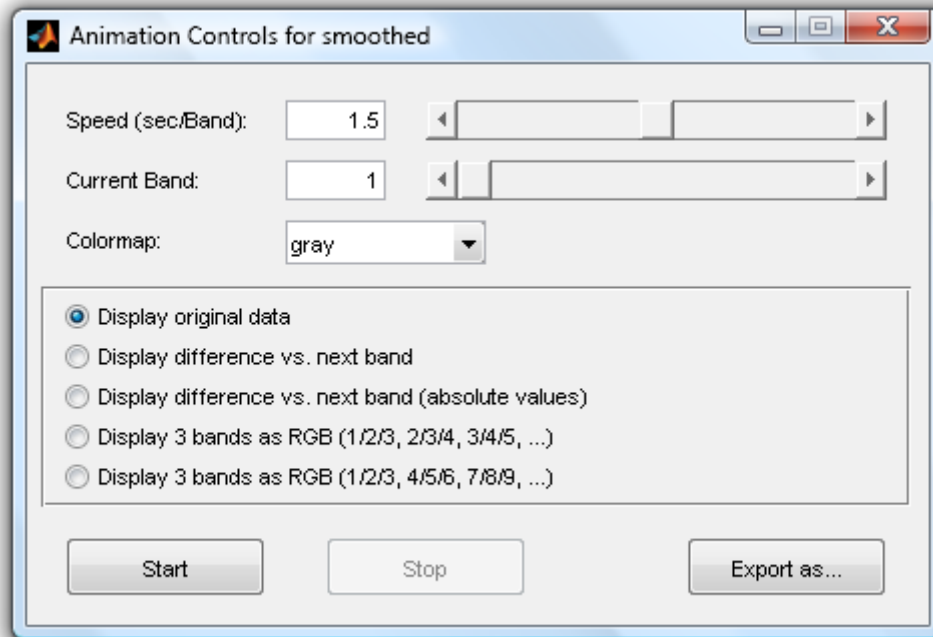 Animation Controls for smoothed
Speed (sec/Band): 1.5
Current Band: 1
Colormap: gray
Display original data
Display difference vs. next band
Display difference vs. next band (absolute values)
Display 3 bands as RGB (1/2/3, 2/3/4, 3/4/5, ...)
Display 3 bands as RGB (1/2/3, 4/5/6, 7/8/9, ...)
Start Stop Export as...